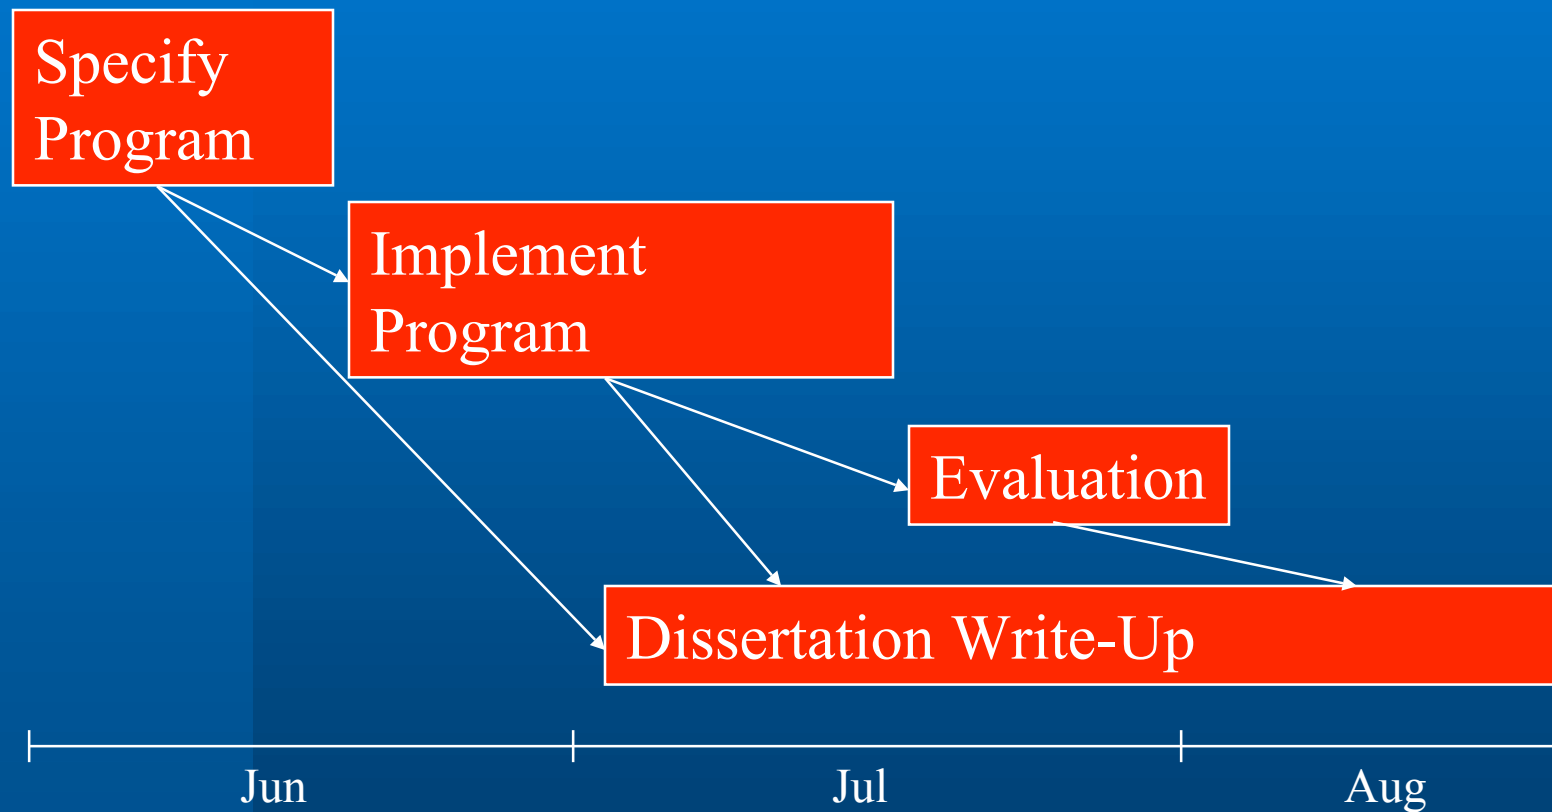 Specify
Program
Implement
Program
Evaluation
Dissertation Write-Up
Jun
Jul
Aug